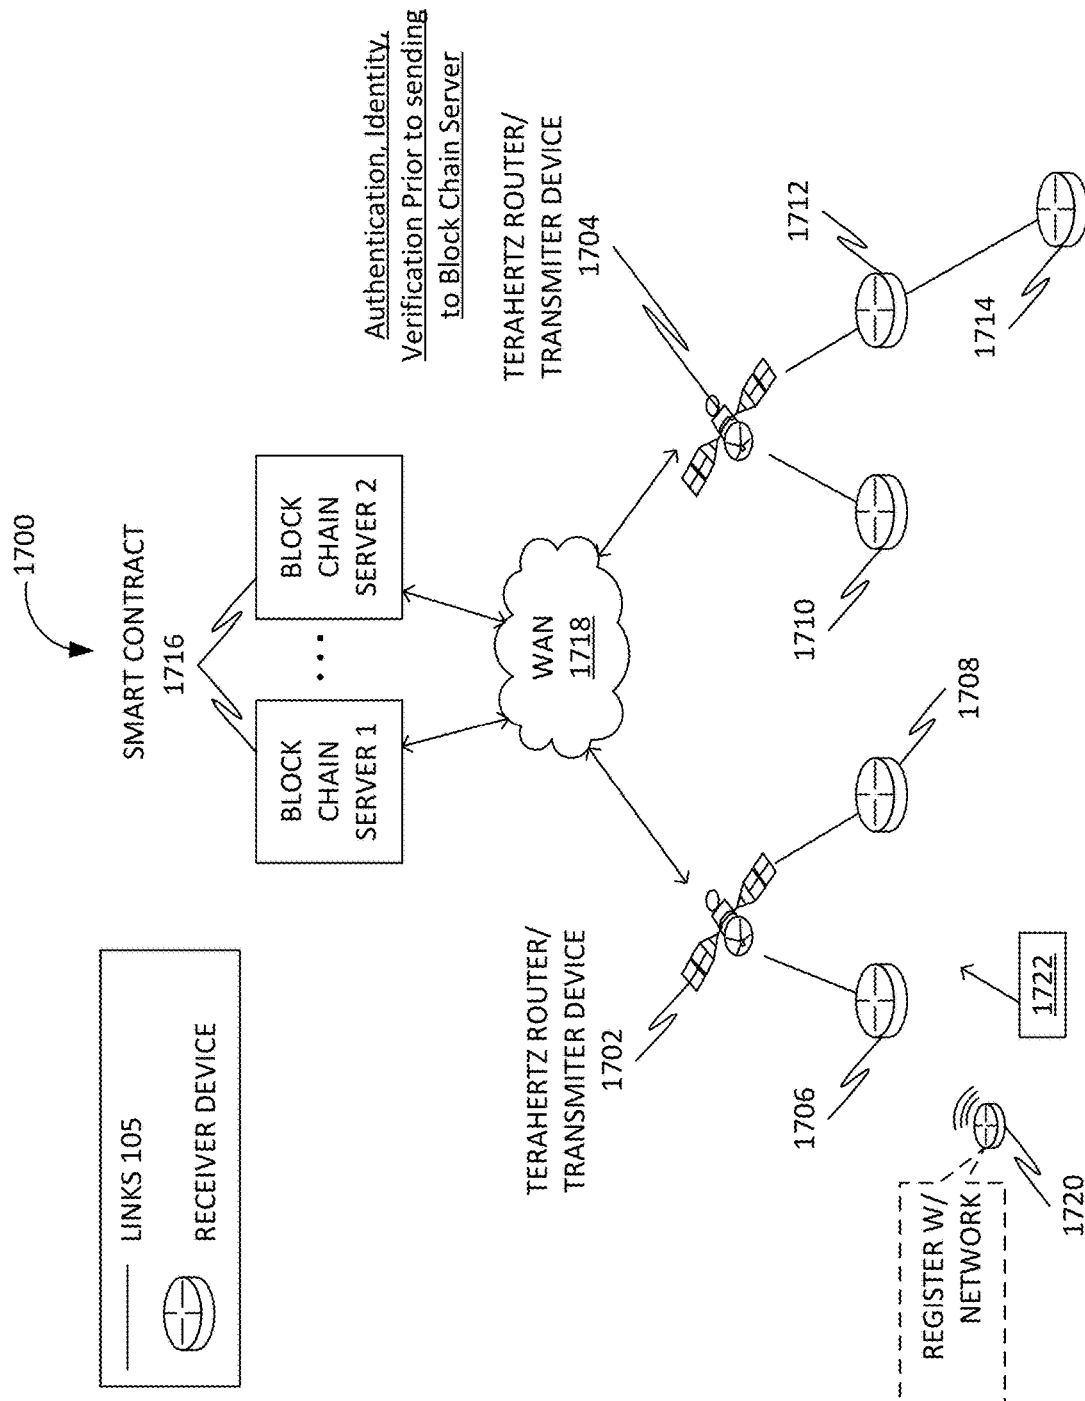 1700
SMART CONTRACT
1716
LINKS 105
RECEIVER DEVICE
BLOCK
CHAIN
SERVER 1
BLOCK
CHAIN
SERVER 2
Authentication, Identity,
Verification Prior to sending
to Block Chain Server
WAN
1718
TERAHERTZ ROUTER/
TRANSMITER DEVICE
1702
TERAHERTZ ROUTER/
TRANSMITER DEVICE
1704
1706
1708
1710
1712
1714
REGISTER W/
NETWORK
1720
1722